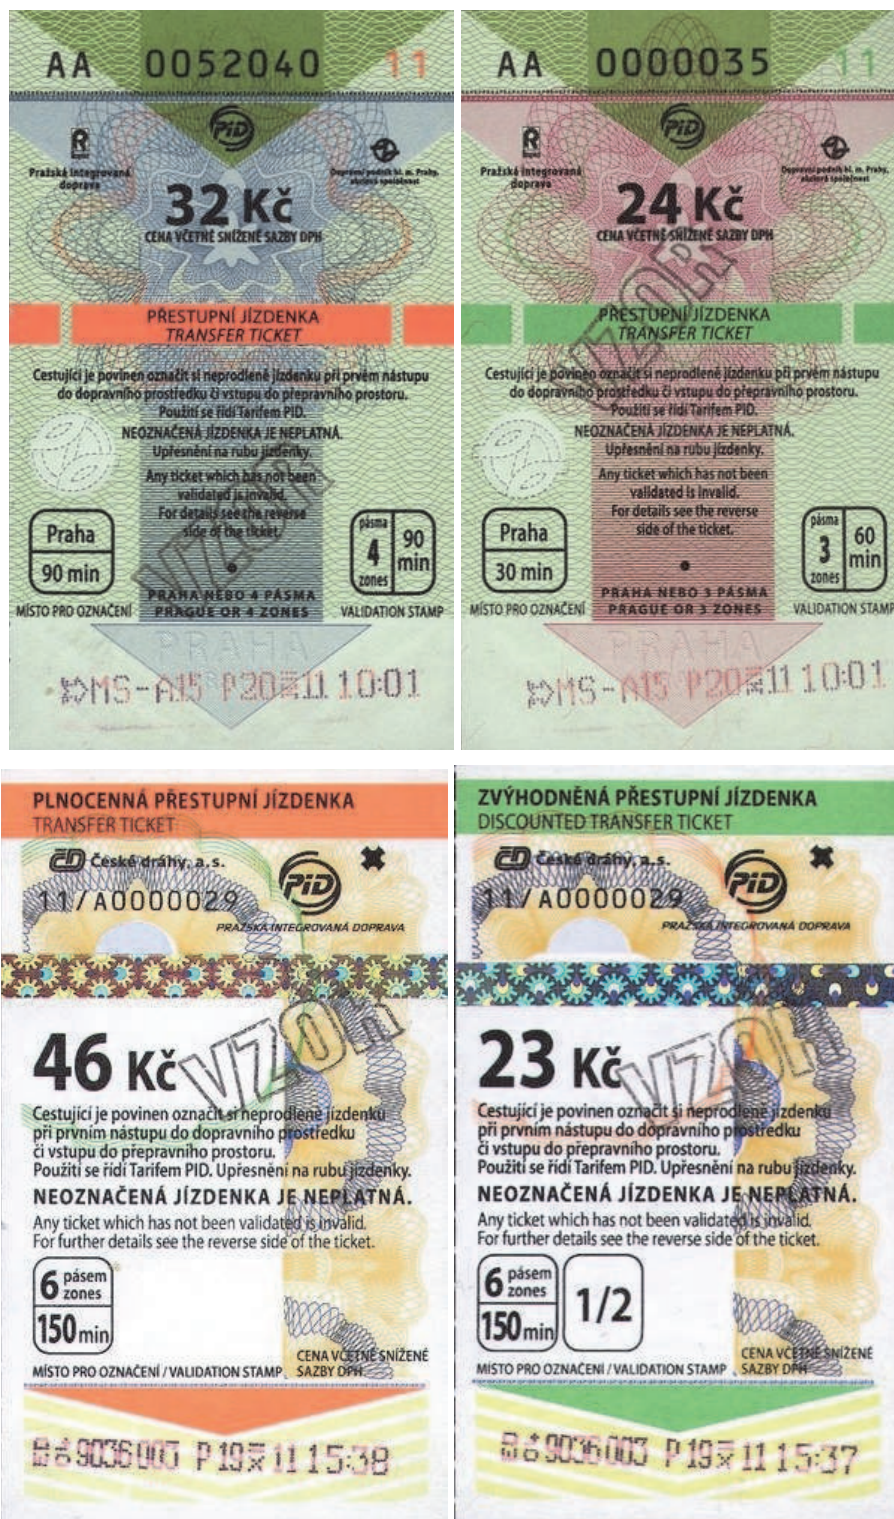 AA 0052040 11
PID
Pražská integrovaná
doprava
Dopravní podnik hl. m. Prahy,
akciová společnost
32 Kč
CENA VČETNĚ SNÍŽENÉ SAZBY DPH
PŘESTUPNÍ JÍZDENKA
TRANSFER TICKET
Cestující je povinen označit si neprodleně jízdenku při prvém nástupu
do dopravního prostředku či vstupu do přepravního prostoru.
Použití se řídí Tarifem PID.
NEOZNAČENÁ JÍZDENKA JE NEPLATNÁ.
Upřesnění na rubu jízdenky.
Any ticket which has not been
validated is invalid.
For details see the reverse
side of the ticket.
VZOR
Praha
90 min
pásma
4
zones
90
min
PRAHA NEBO 4 PÁSMA
PRAGUE OR 4 ZONES
MÍSTO PRO OZNAČENÍ
VALIDATION STAMP
PRAHA
MS-A15 P20 11 10:01
AA 0000035 11
PID
Pražská integrovaná
doprava
Dopravní podnik hl. m. Prahy,
akciová společnost
24 Kč
CENA VČETNĚ SNÍŽENÉ SAZBY DPH
VZOR
PŘESTUPNÍ JÍZDENKA
TRANSFER TICKET
Cestující je povinen označit si neprodleně jízdenku při prvém nástupu
do dopravního prostředku či vstupu do přepravního prostoru.
Použití se řídí Tarifem PID.
NEOZNAČENÁ JÍZDENKA JE NEPLATNÁ.
Upřesnění na rubu jízdenky.
Any ticket which has not been
validated is invalid.
For details see the reverse
side of the ticket.
Praha
30 min
pásma
3
zones
60
min
PRAHA NEBO 3 PÁSMA
PRAGUE OR 3 ZONES
MÍSTO PRO OZNAČENÍ
VALIDATION STAMP
PRAHA
MS-A15 P20 11 10:01
PLNOCENNÁ PŘESTUPNÍ JÍZDENKA
TRANSFER TICKET
ČD České dráhy, a.s.
PID
11/A0000029
PRAŽSKÁ INTEGROVANÁ DOPRAVA
46 Kč
VZOR
Cestující je povinen označit si neprodleně jízdenku
při prvním nástupu do dopravního prostředku
či vstupu do přepravního prostoru.
Použití se řídí Tarifem PID. Upřesnění na rubu jízdenky.
NEOZNAČENÁ JÍZDENKA JE NEPLATNÁ.
Any ticket which has not been validated is invalid.
For further details see the reverse side of the ticket.
6 pásem
zones
150 min
CENA VČETNĚ SNÍŽENÉ
SAZBY DPH
MÍSTO PRO OZNAČENÍ / VALIDATION STAMP
9036003 P 19 11 15:38
ZVÝHODNĚNÁ PŘESTUPNÍ JÍZDENKA
DISCOUNTED TRANSFER TICKET
ČD České dráhy, a.s.
PID
11/A0000029
PRAŽSKÁ INTEGROVANÁ DOPRAVA
23 Kč
VZOR
Cestující je povinen označit si neprodleně jízdenku
při prvním nástupu do dopravního prostředku
či vstupu do přepravního prostoru.
Použití se řídí Tarifem PID. Upřesnění na rubu jízdenky.
NEOZNAČENÁ JÍZDENKA JE NEPLATNÁ.
Any ticket which has not been validated is invalid.
For further details see the reverse side of the ticket.
6 pásem
zones
150 min
1/2
CENA VČETNĚ SNÍŽENÉ
SAZBY DPH
MÍSTO PRO OZNAČENÍ / VALIDATION STAMP
9036003 P 19 11 15:37